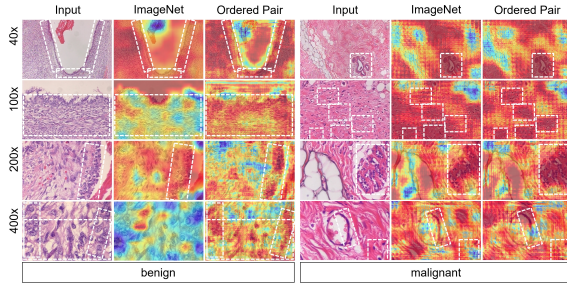 Input ImageNet Ordered Pair Input ImageNet Ordered Pair
40x
100x
200x
400x
benign malignant